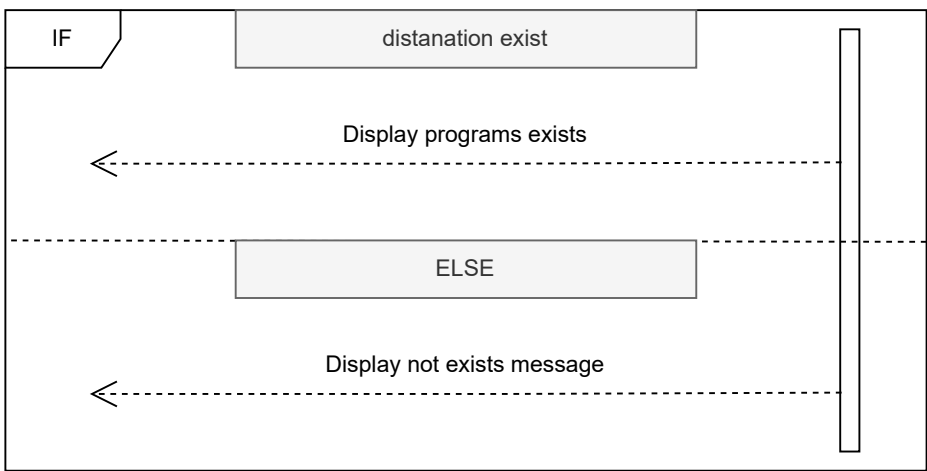 IF
distanation exist
Display programs exists
ELSE
Display not exists message